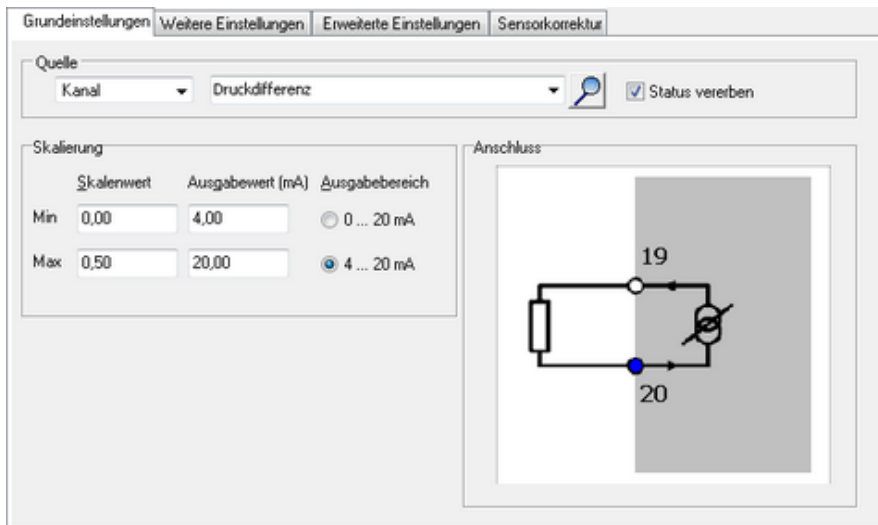 Grundeinstellungen Weitere Einstellungen Erweiterte Einstellungen Sensorkorrektur
Quelle
Kanal Druckdifferenz Status vererben
Skalierung
Skalenwert Ausgabewert (mA) Ausgabebereich
Min 0,00 4,00 0 ... 20 mA
Max 0,50 20,00 4 ... 20 mA
Anschluss
19
20